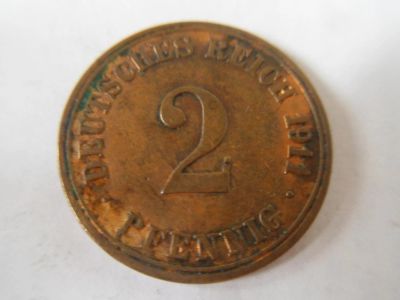 DEUTSCHES REICH 1911
2
PFENNIG